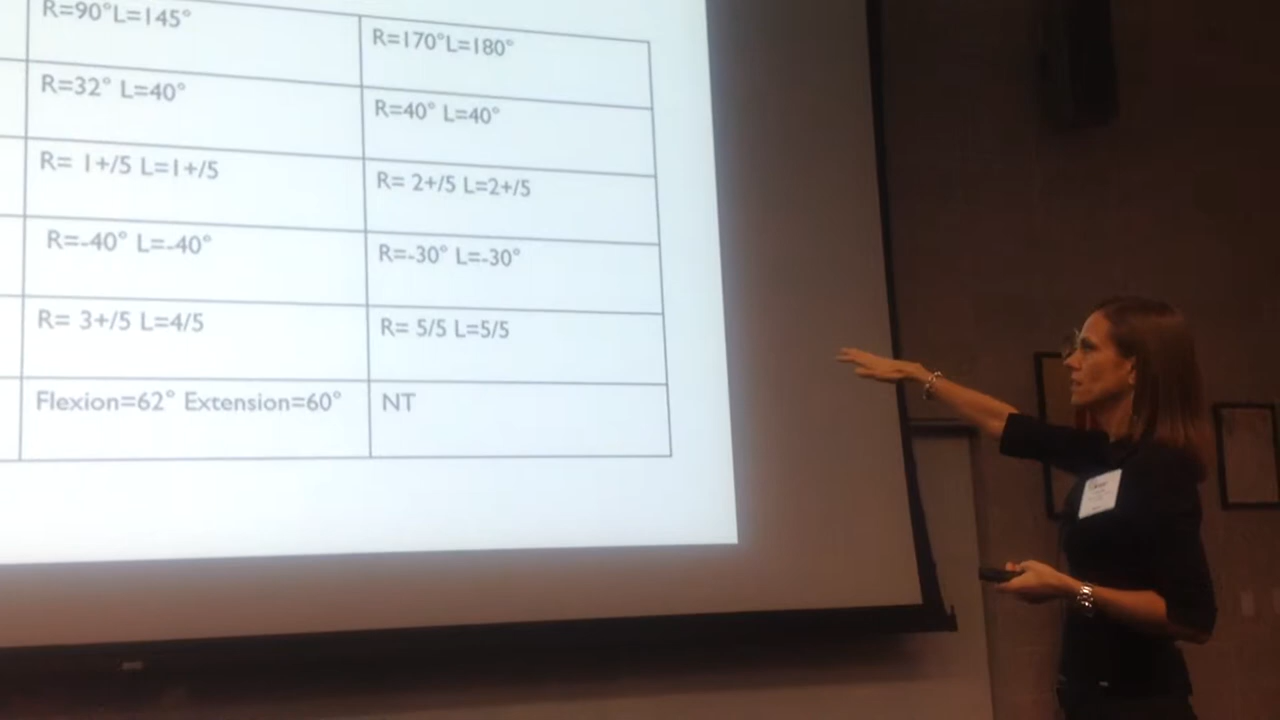 R=90°L=145°
R=170°L=180°
R=32° L=40°
R=40° L=40°
R= 1+/5 L=1+/5
R= 2+/5 L=2+/5
R=-40° L=-40°
R=-30° L=-30°
R= 3+/5 L=4/5
R= 5/5 L=5/5
Flexion=62° Extension=60°
NT